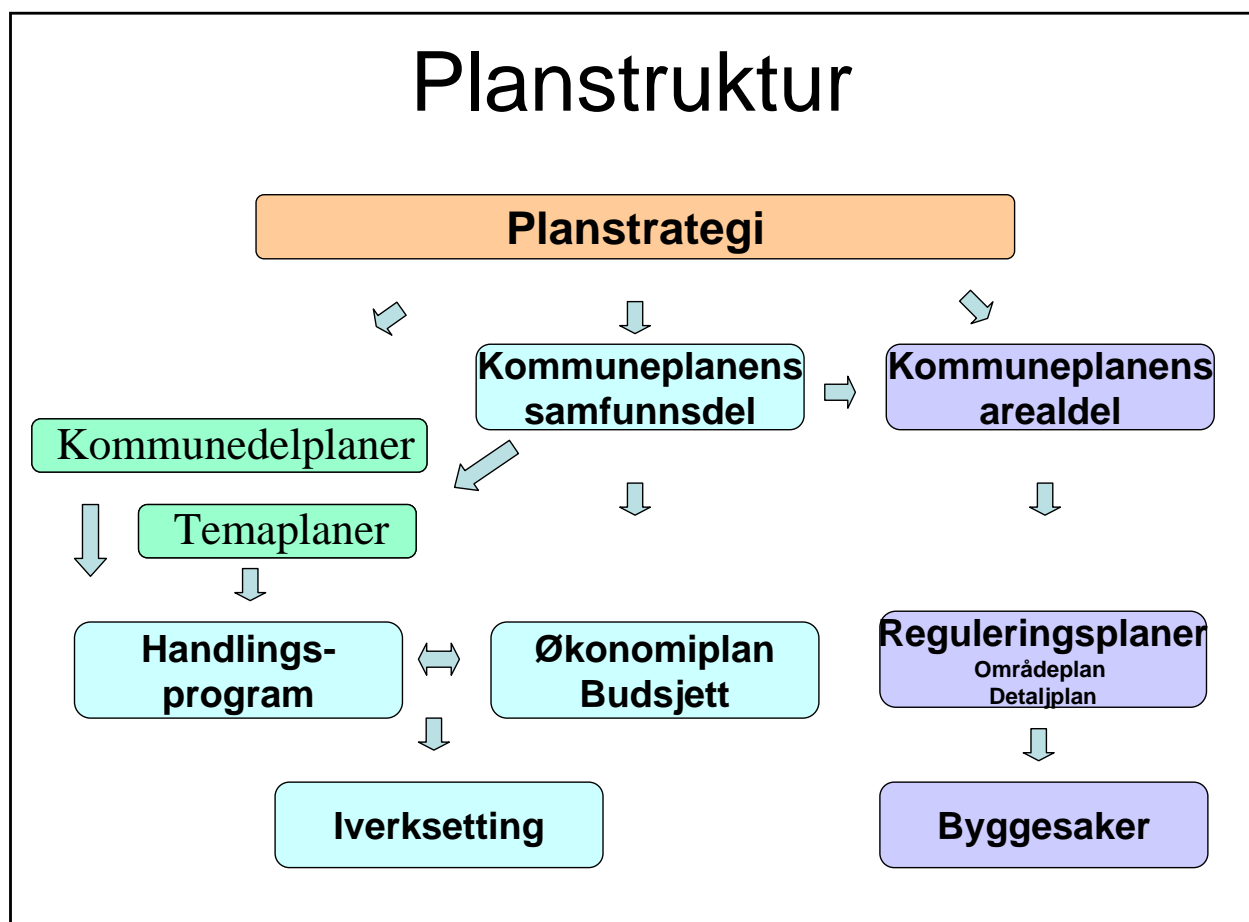 Planstruktur
Planstrategi
Kommuneplanens
samfunnsdel
Kommuneplanens
arealdel
Kommunedelplaner
Temaplaner
Handlings-
program
Økonomiplan
Budsjett
Reguleringsplaner
Områdeplan
Detaljplan
Iverksetting
Byggesaker